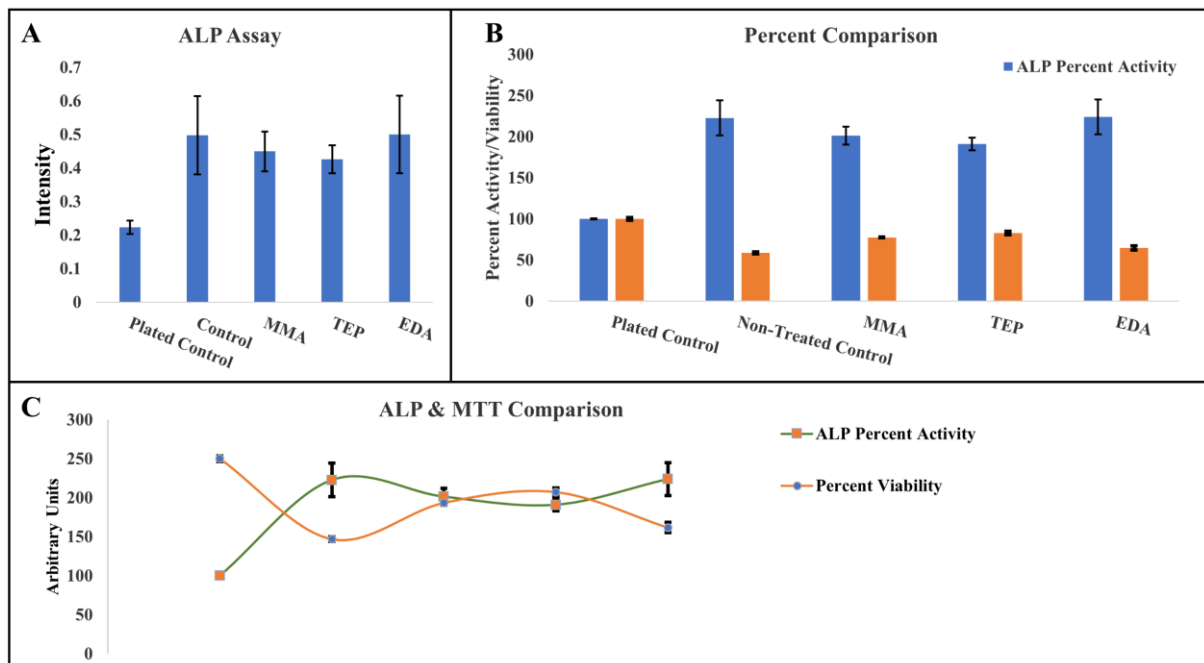 A
ALP Assay
Intensity
0.7
0.6
0.5
0.4
0.3
0.2
0.1
0
Plated Control
Control
MMA
TEP
EDA
B
Percent Comparison
ALP Percent Activity
Percent Activity/Viability
300
250
200
150
100
50
0
Plated Control
Non-Treated Control
MMA
TEP
EDA
C
ALP & MTT Comparison
Arbitrary Units
300
250
200
150
100
50
0
ALP Percent Activity
Percent Viability